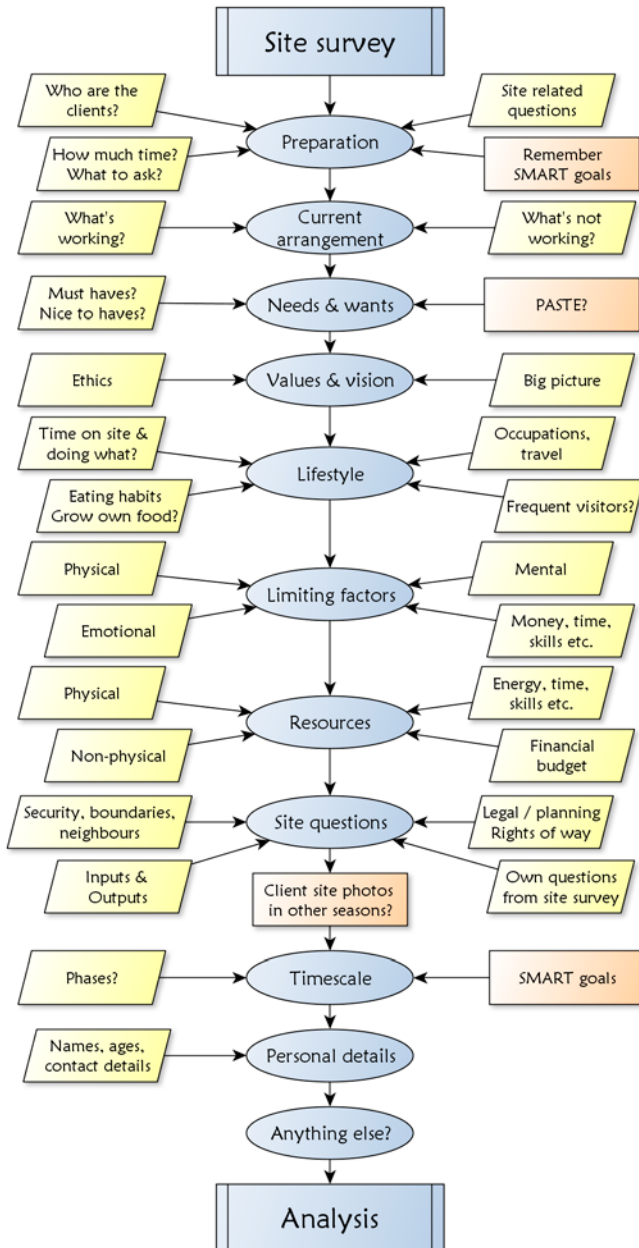 Site survey
Who are the
clients?
Site related
questions
Preparation
How much time?
What to ask?
Remember
SMART goals
What's
working?
Current
arrangement
What's not
working?
Must haves?
Nice to haves?
Needs & wants
PASTE?
Ethics
Values & vision
Big picture
Time on site &
doing what?
Occupations,
travel
Lifestyle
Eating habits
Grow own food?
Frequent visitors?
Physical
Mental
Limiting factors
Emotional
Money, time,
skills etc.
Physical
Energy, time,
skills etc.
Resources
Non-physical
Financial
budget
Security, boundaries,
neighbours
Site questions
Legal / planning
Rights of way
Inputs &
Outputs
Client site photos
in other seasons?
Own questions
from site survey
Phases?
Timescale
SMART goals
Names, ages,
contact details
Personal details
Anything else?
Analysis